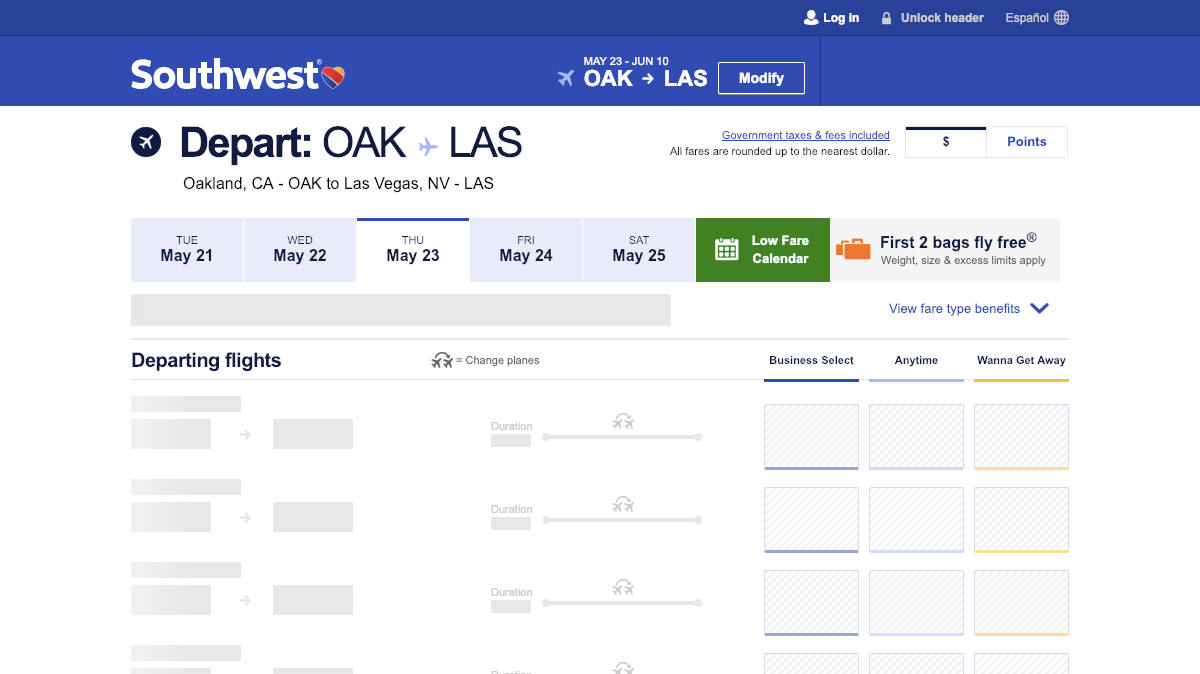 Log in
Unlock header
Español
Southwest®
MAY 23 - JUN 10
OAK → LAS
Modify
Depart: OAK LAS
Oakland, CA - OAK to Las Vegas, NV - LAS
Government taxes & fees included
All fares are rounded up to the nearest dollar.
$
Points
TUE
May 21
WED
May 22
THU
May 23
FRI
May 24
SAT
May 25
Low Fare
Calendar
First 2 bags fly free®
Weight, size & excess limits apply
View fare type benefits
Departing flights
= Change planes
Business Select
Anytime
Wanna Get Away
Duration
Duration
Duration
Duration